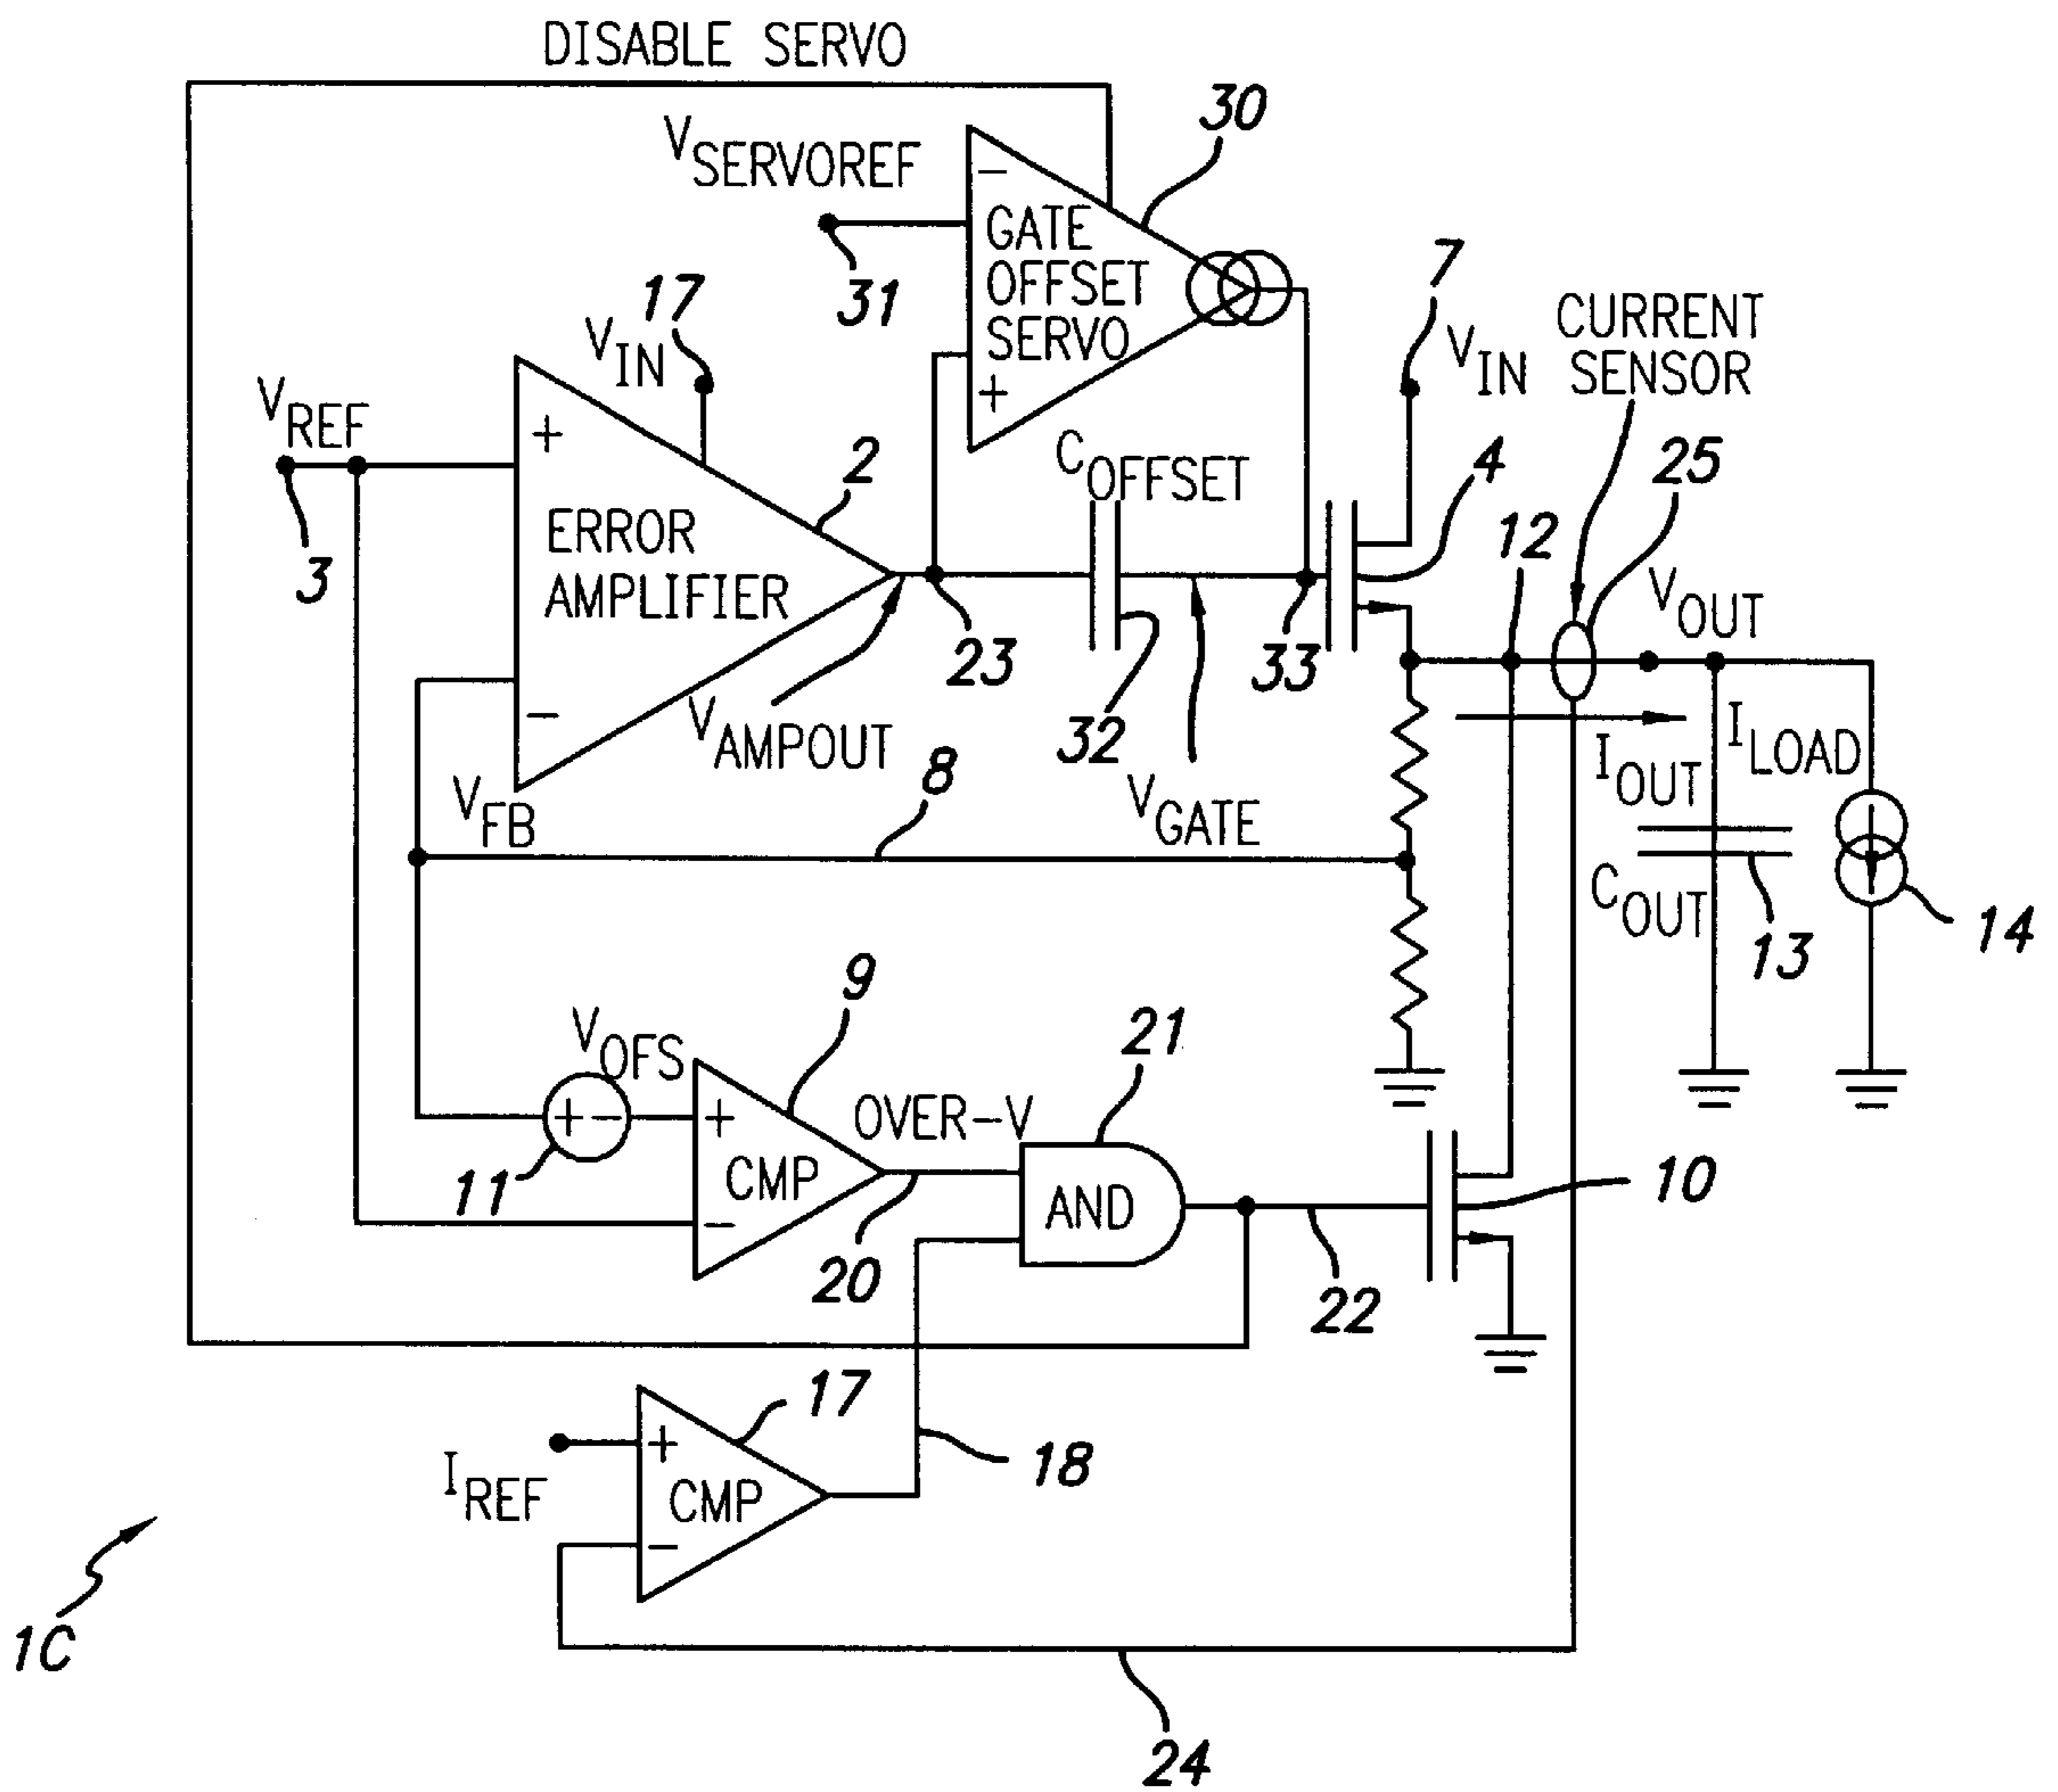 DISABLE SERVO
30
VSERVOREF
−
GATE
OFFSET
SERVO
+
31
7
VIN
CURRENT
SENSOR
17
VIN
VREF
3
+
ERROR
AMPLIFIER
−
2
COFFSET
4
25
12
VOUT
23
33
32
VAMPOUT
VGATE
VFB
8
IOUT
ILOAD
COUT
13
14
9
VOFS
+ −
11
+
CMP
−
OVER−V
20
21
AND
22
10
17
IREF
+
CMP
−
18
24
1C